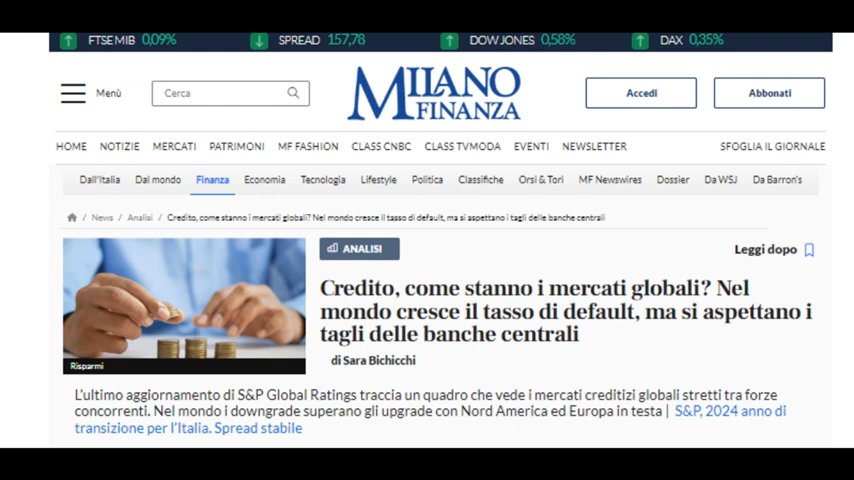 FTSE MIB 0,09% SPREAD 157,78 DOW JONES 0,58% DAX 0,35%
Menù Cerca MILANO FINANZA Accedi Abbonati
HOME NOTIZIE MERCATI PATRIMONI MF FASHION CLASS CNBC CLASS TVMODA EVENTI NEWSLETTER SFOGLIA IL GIORNALE
Dall'Italia Dal mondo Finanza Economia Tecnologia Lifestyle Politica Classifiche Orsi & Tori MF Newswires Dossier Da WSJ Da Barron's
/ News / Analisi / Credito, come stanno i mercati globali? Nel mondo cresce il tasso di default, ma si aspettano i tagli delle banche centrali
ANALISI Leggi dopo
Credito, come stanno i mercati globali? Nel
mondo cresce il tasso di default, ma si aspettano i
tagli delle banche centrali
di Sara Bichicchi
Risparmi
L'ultimo aggiornamento di S&P Global Ratings traccia un quadro che vede i mercati creditizi globali stretti tra forze
concorrenti. Nel mondo i downgrade superano gli upgrade con Nord America ed Europa in testa | S&P, 2024 anno di
transizione per l'Italia. Spread stabile